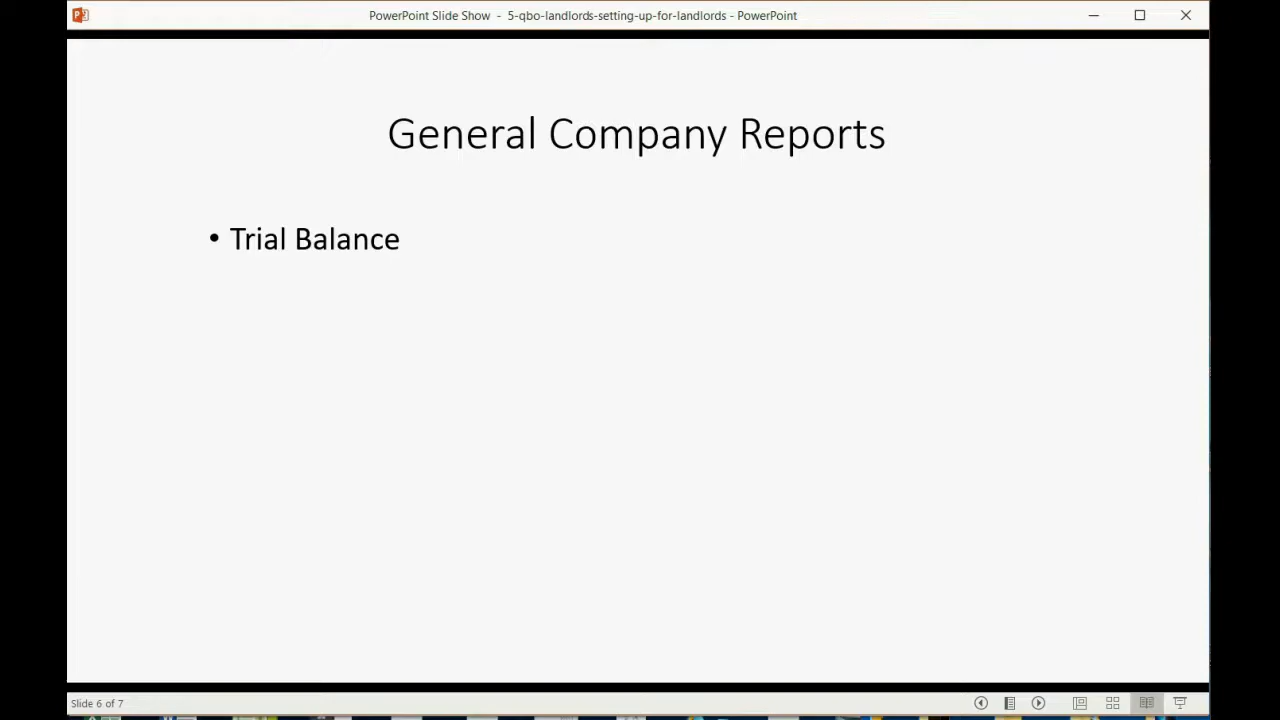 PowerPoint Slide Show - 5-qbo-landlords-setting-up-for-landlords - PowerPoint
General Company Reports
• Trial Balance
Slide 6 of 7